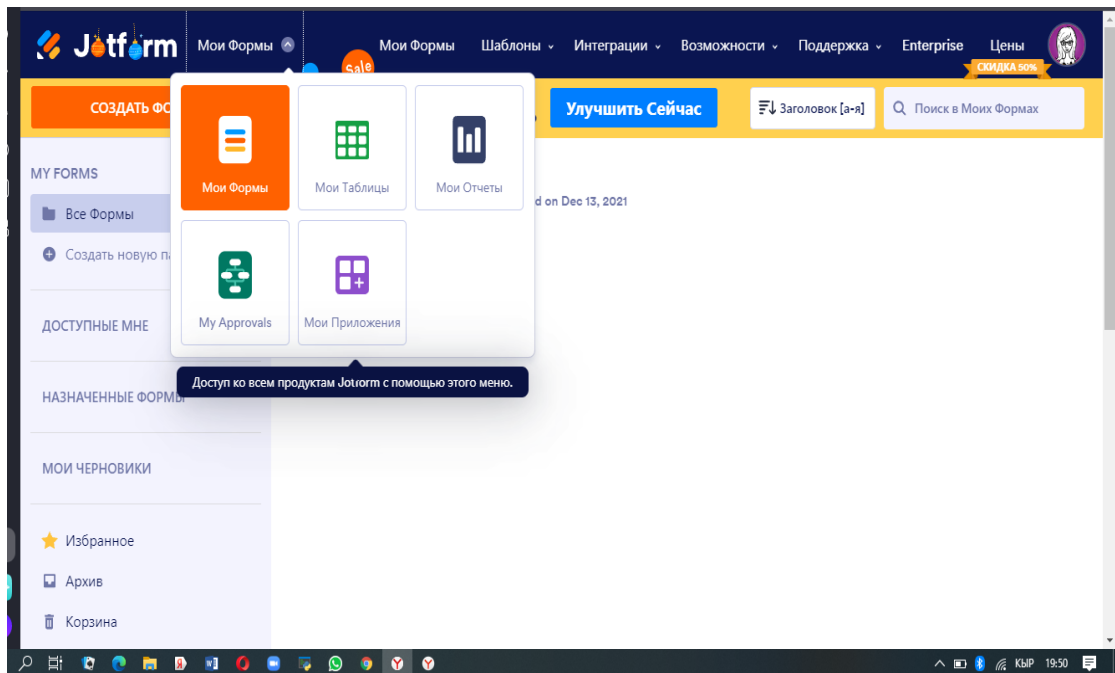 Jotform
Мои Формы
Мои Формы
Шаблоны
Интеграции
Возможности
Поддержка
Enterprise
Цены
Sale
СКИДКА 50%
СОЗДАТЬ ФО
Улучшить Сейчас
Заголовок [а-я]
Поиск в Моих Формах
MY FORMS
Все Формы
Создать новую п
ДОСТУПНЫЕ МНЕ
НАЗНАЧЕННЫЕ ФОРМЫ
МОИ ЧЕРНОВИКИ
Избранное
Архив
Корзина
Мои Формы
Мои Таблицы
Мои Отчеты
My Approvals
Мои Приложения
Доступ ко всем продуктам Jotform с помощью этого меню.
d on Dec 13, 2021
КЫР
19:50